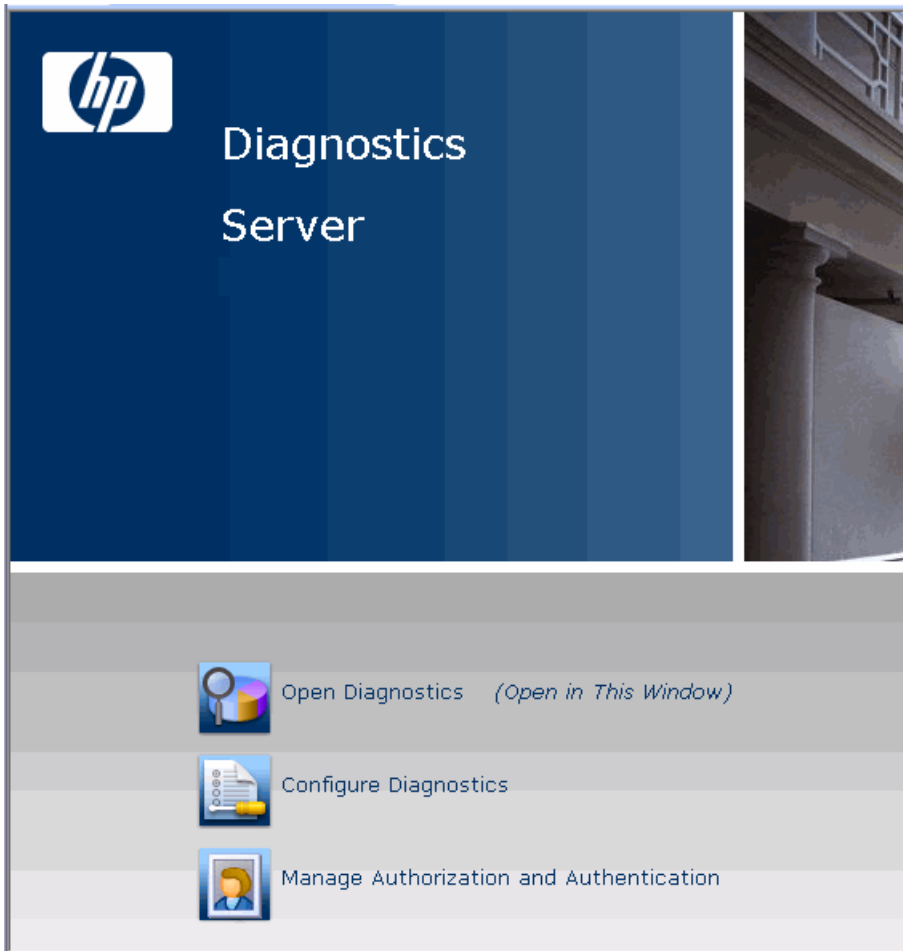 hp
Diagnostics
Server
Open Diagnostics (Open in This Window)
Configure Diagnostics
Manage Authorization and Authentication